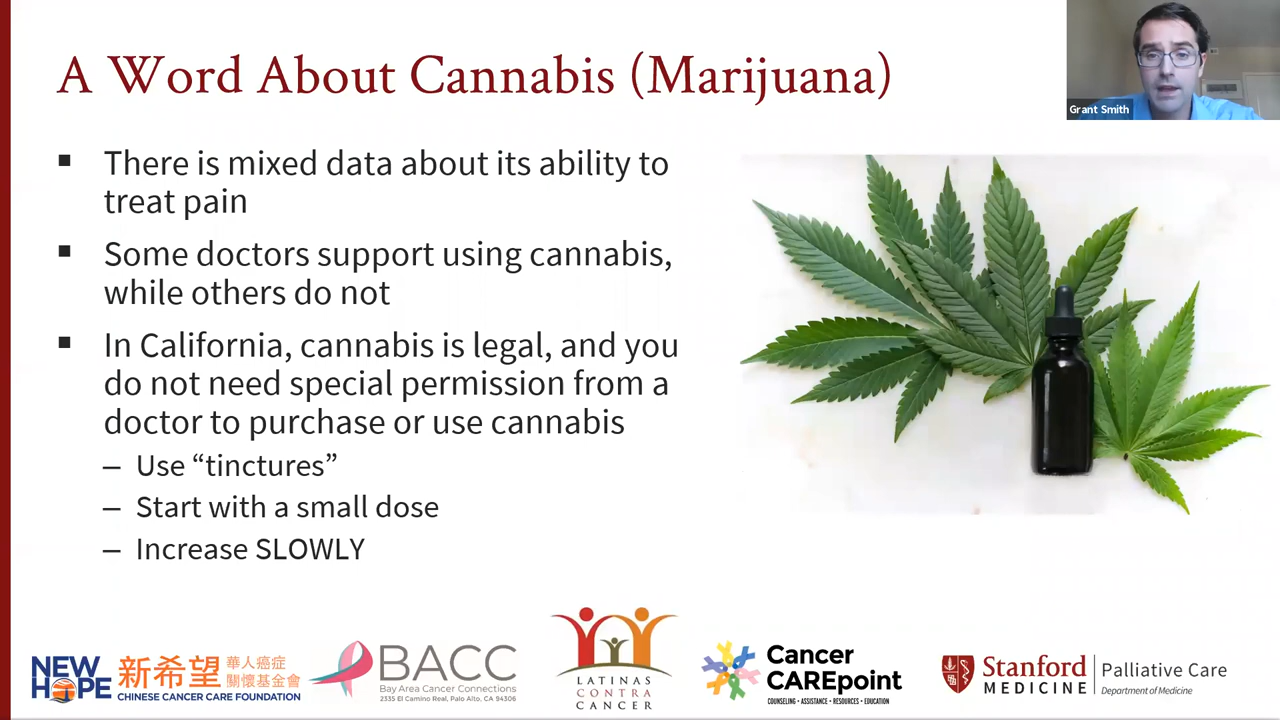 A Word About Cannabis (Marijuana)
Grant Smith
▪ There is mixed data about its ability to
treat pain
▪ Some doctors support using cannabis,
while others do not
▪ In California, cannabis is legal, and you
do not need special permission from a
doctor to purchase or use cannabis
– Use “tinctures”
– Start with a small dose
– Increase SLOWLY
NEW HOPE
新希望
華人癌症
關懷基金會
CHINESE CANCER CARE FOUNDATION
BACC
Bay Area Cancer Connections
2335 El Camino Real, Palo Alto, CA 94306
LATINAS
CONTRA
CANCER
Cancer
CAREpoint
COUNSELING • ASSISTANCE • RESOURCES • EDUCATION
Stanford
MEDICINE
Palliative Care
Department of Medicine